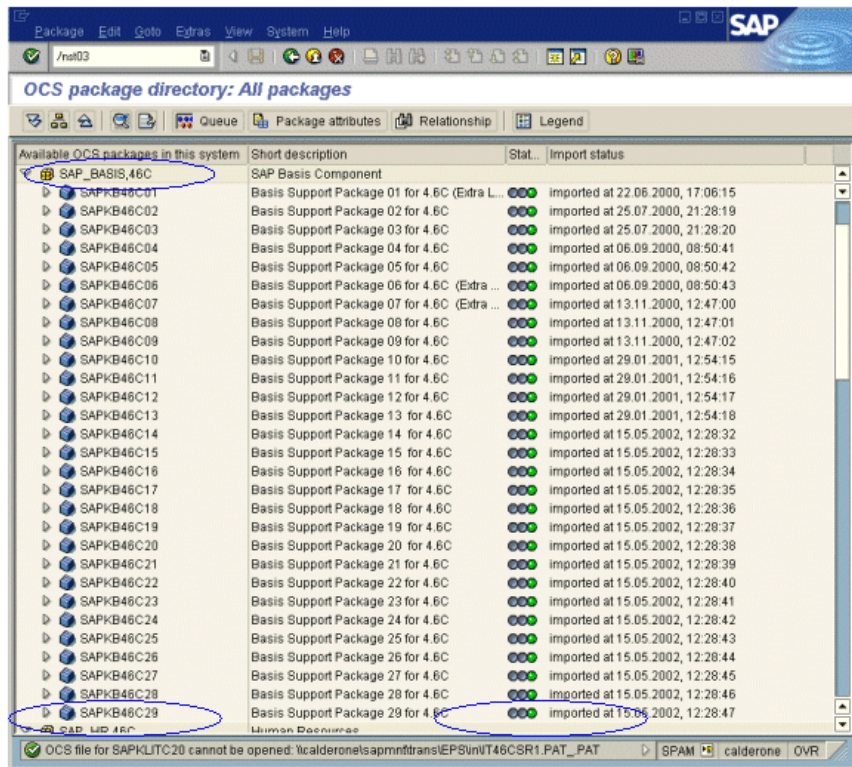 Package Edit Goto Extras View System Help
SAP
/nst03
OCS package directory: All packages
Queue Package attributes Relationship Legend
Available OCS packages in this system Short description Stat... Import status
SAP_BASIS,46C SAP Basis Component
SAPKB46C01 Basis Support Package 01 for 4.6C (Extra L... imported at 22.06.2000, 17:06:15
SAPKB46C02 Basis Support Package 02 for 4.6C imported at 25.07.2000, 21:28:19
SAPKB46C03 Basis Support Package 03 for 4.6C imported at 25.07.2000, 21:28:20
SAPKB46C04 Basis Support Package 04 for 4.6C imported at 06.09.2000, 08:50:41
SAPKB46C05 Basis Support Package 05 for 4.6C imported at 06.09.2000, 08:50:42
SAPKB46C06 Basis Support Package 06 for 4.6C (Extra ... imported at 06.09.2000, 08:50:43
SAPKB46C07 Basis Support Package 07 for 4.6C (Extra ... imported at 13.11.2000, 12:47:00
SAPKB46C08 Basis Support Package 08 for 4.6C imported at 13.11.2000, 12:47:01
SAPKB46C09 Basis Support Package 09 for 4.6C imported at 13.11.2000, 12:47:02
SAPKB46C10 Basis Support Package 10 for 4.6C imported at 29.01.2001, 12:54:15
SAPKB46C11 Basis Support Package 11 for 4.6C imported at 29.01.2001, 12:54:16
SAPKB46C12 Basis Support Package 12 for 4.6C imported at 29.01.2001, 12:54:17
SAPKB46C13 Basis Support Package 13 for 4.6C imported at 29.01.2001, 12:54:18
SAPKB46C14 Basis Support Package 14 for 4.6C imported at 15.05.2002, 12:28:32
SAPKB46C15 Basis Support Package 15 for 4.6C imported at 15.05.2002, 12:28:33
SAPKB46C16 Basis Support Package 16 for 4.6C imported at 15.05.2002, 12:28:34
SAPKB46C17 Basis Support Package 17 for 4.6C imported at 15.05.2002, 12:28:35
SAPKB46C18 Basis Support Package 18 for 4.6C imported at 15.05.2002, 12:28:36
SAPKB46C19 Basis Support Package 19 for 4.6C imported at 15.05.2002, 12:28:37
SAPKB46C20 Basis Support Package 20 for 4.6C imported at 15.05.2002, 12:28:38
SAPKB46C21 Basis Support Package 21 for 4.6C imported at 15.05.2002, 12:28:39
SAPKB46C22 Basis Support Package 22 for 4.6C imported at 15.05.2002, 12:28:40
SAPKB46C23 Basis Support Package 23 for 4.6C imported at 15.05.2002, 12:28:41
SAPKB46C24 Basis Support Package 24 for 4.6C imported at 15.05.2002, 12:28:42
SAPKB46C25 Basis Support Package 25 for 4.6C imported at 15.05.2002, 12:28:43
SAPKB46C26 Basis Support Package 26 for 4.6C imported at 15.05.2002, 12:28:44
SAPKB46C27 Basis Support Package 27 for 4.6C imported at 15.05.2002, 12:28:45
SAPKB46C28 Basis Support Package 28 for 4.6C imported at 15.05.2002, 12:28:46
SAPKB46C29 Basis Support Package 29 for 4.6C imported at 15.05.2002, 12:28:47
SAP_HR,46C Human Resources
OCS file for SAPKLITC20 cannot be opened: \\calderone\sapmnt\trans\EPS\in\IT46CSR1.PAT_.PAT SPAM calderone OVR